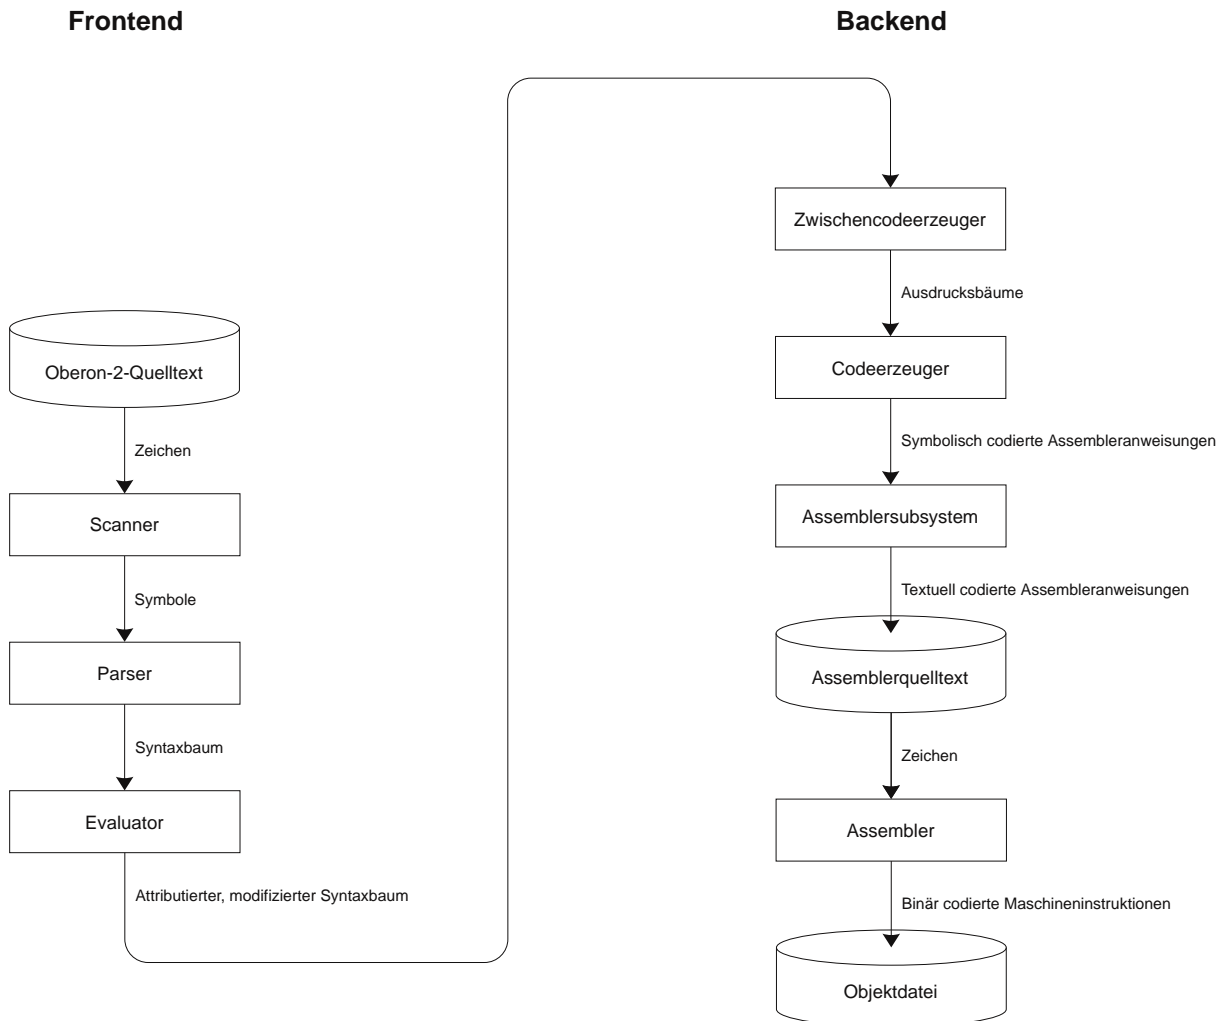 Frontend
Oberon-2-Quelltext
Zeichen
Scanner
Symbole
Parser
Syntaxbaum
Evaluator
Attributierter, modifizierter Syntaxbaum
Backend
Zwischencodeerzeuger
Ausdrucksbäume
Codeerzeuger
Symbolisch codierte Assembleranweisungen
Assemblersubsystem
Textuell codierte Assembleranweisungen
Assemblerquelltext
Zeichen
Assembler
Binär codierte Maschineninstruktionen
Objektdatei